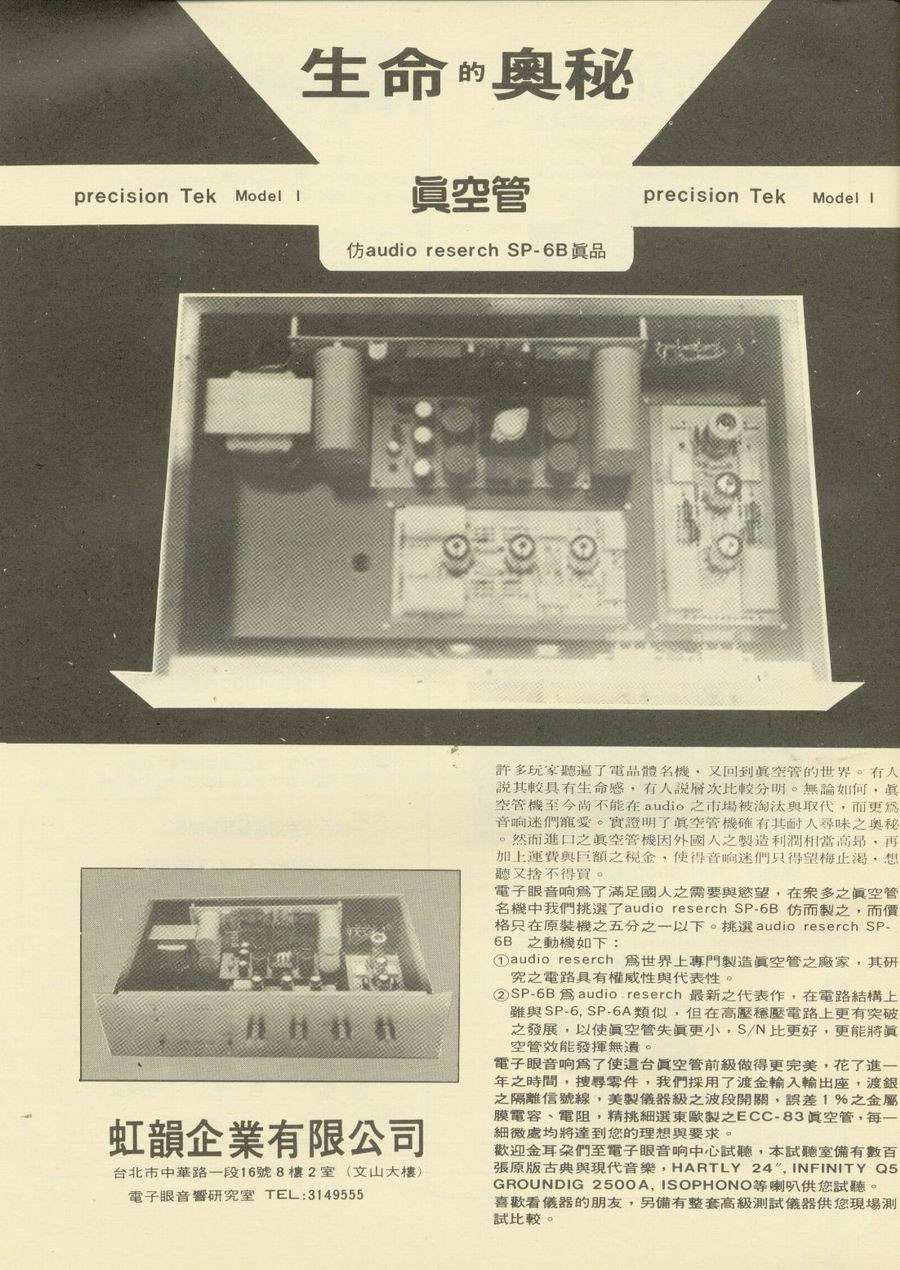 生命的奧秘
precision Tek Model I
眞空管
precision Tek Model I
仿audio reserch SP-6B眞品
許多玩家聽遍了電晶體名機，又回到眞空管的世界。有人
說其較具有生命感，有人說層次比較分明。無論如何，眞
空管機至今尚不能在audio之市場被淘汰與取代，而更爲
音响迷們寵愛。實證明了眞空管機確有其耐人尋味之奧秘
。然而進口之眞空管機因外國人之製造利潤相當高昻，再
加上運費與巨額之稅金，使得音响迷們只得望梅止渴，想
聽又捨不得買。
電子眼音响爲了滿足國人之需要與慾望，在衆多之眞空管
名機中我們挑選了audio reserch SP-6B 仿而製之，而價
格只在原裝機之五分之一以下。挑選audio reserch SP-
6B 之動機如下：
①audio reserch 爲世界上專門製造眞空管之廠家，其研
究之電路具有權威性與代表性。
②SP-6B爲audio reserch 最新之代表作，在電路結構上
雖與SP-6, SP-6A類似，但在高壓穩壓電路上更有突破
之發展，以使眞空管失眞更小，S/N比更好，更能將眞
空管效能發揮無遺。
電子眼音响爲了使這台眞空管前級做得更完美，花了進一
年之時間，搜尋零件，我們採用了渡金輸入輸出座，渡銀
之隔離信號線，美製儀器級之波段開關，誤差1％之金屬
膜電容、電阻，精挑細選東歐製之ECC-83眞空管，每一
細微處均將達到您的理想與要求。
歡迎金耳朶們至電子眼音响中心試聽，本試聽室備有數百
張原版古典與現代音樂，HARTLY 24″, INFINITY Q5
GROUNDIG 2500A, ISOPHONO等喇叭供您試聽。
喜歡看儀器的朋友，另備有整套高級測試儀器供您現場測
試比較。
虹韻企業有限公司
台北市中華路一段16號8樓2室（文山大樓）
電子眼音響研究室 TEL:3149555